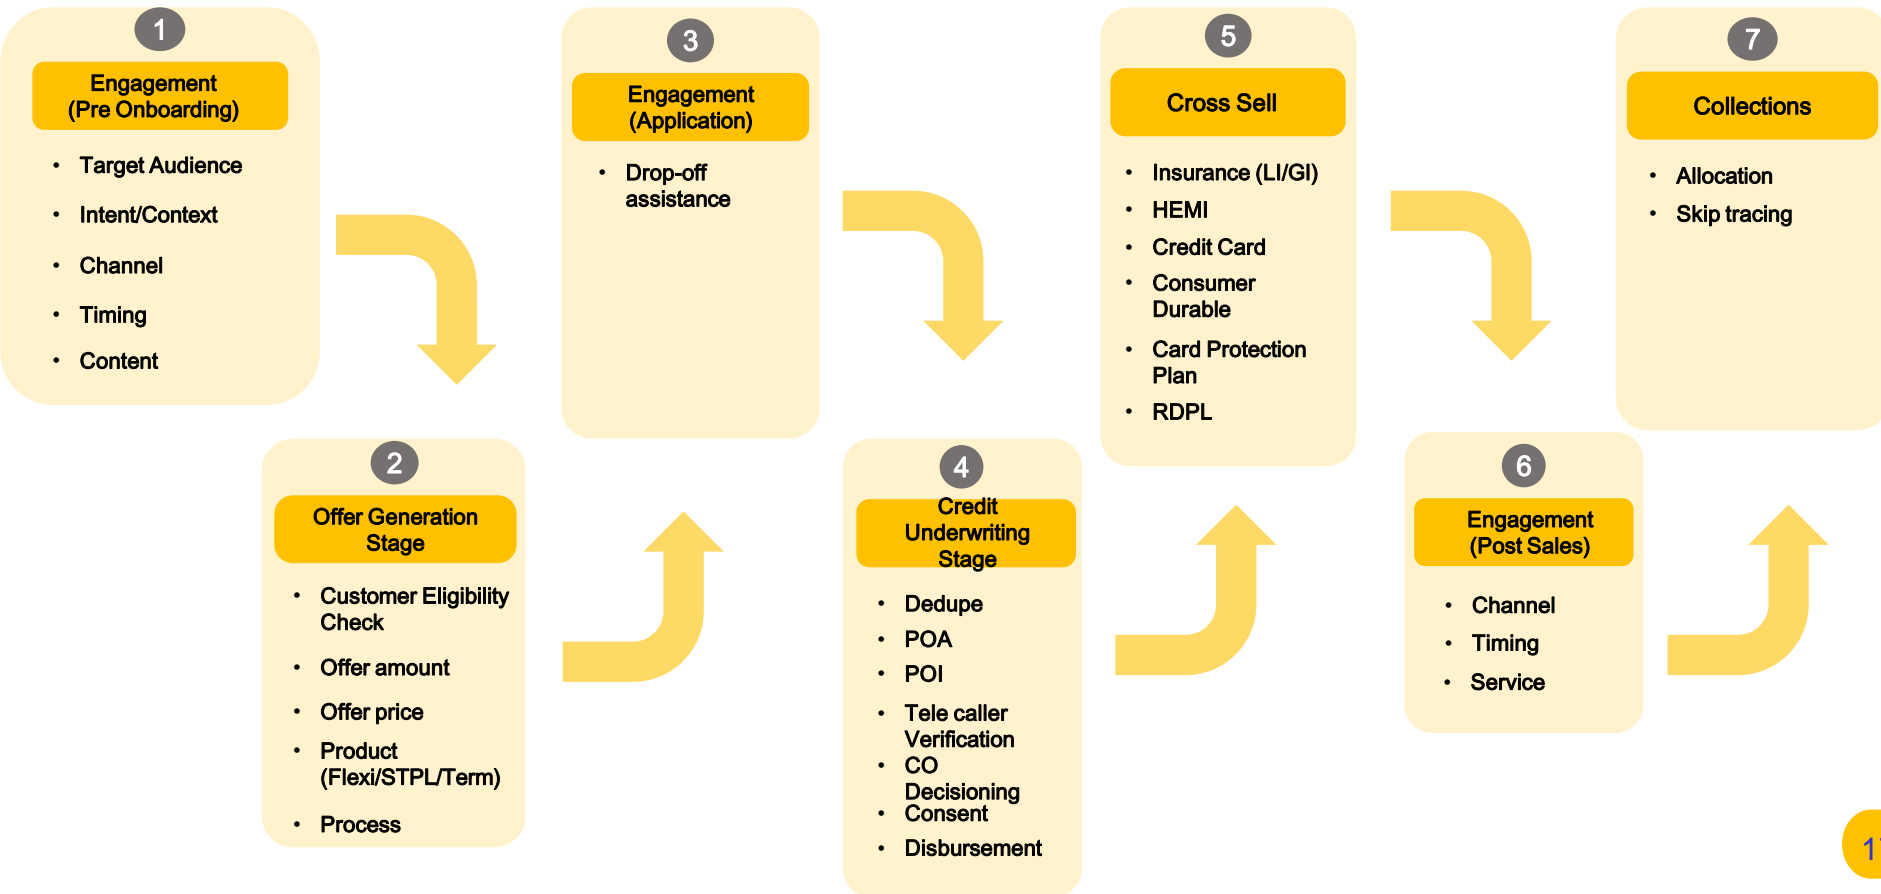 1
Engagement
(Pre Onboarding)
• Target Audience
• Intent/Context
• Channel
• Timing
• Content
2
Offer Generation
Stage
• Customer Eligibility
Check
• Offer amount
• Offer price
• Product
(Flexi/STPL/Term)
• Process
3
Engagement
(Application)
• Drop-off
assistance
4
Credit
Underwriting
Stage
• Dedupe
• POA
• POI
• Tele caller
Verification
• CO
Decisioning
• Consent
• Disbursement
5
Cross Sell
• Insurance (LI/GI)
• HEMI
• Credit Card
• Consumer
Durable
• Card Protection
Plan
• RDPL
6
Engagement
(Post Sales)
• Channel
• Timing
• Service
7
Collections
• Allocation
• Skip tracing